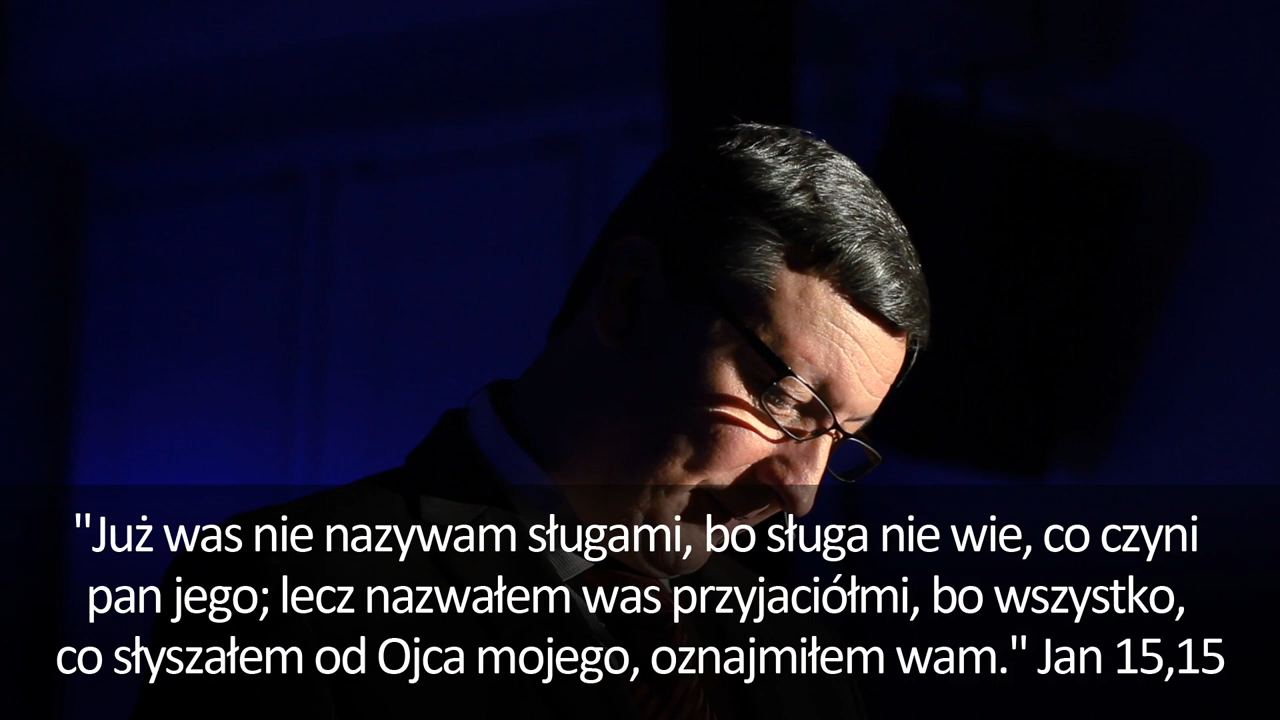 "Już was nie nazywam sługami, bo sługa nie wie, co czyni
pan jego; lecz nazwałem was przyjaciółmi, bo wszystko,
co słyszałem od Ojca mojego, oznajmiłem wam." Jan 15,15